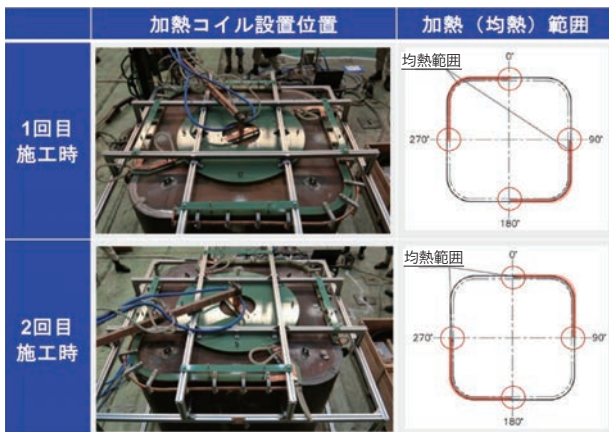 加熱コイル設置位置
加熱（均熱）範囲
1回目
施工時
均熱範囲
0°
270°
90°
180°
2回目
施工時
均熱範囲
0°
270°
90°
180°